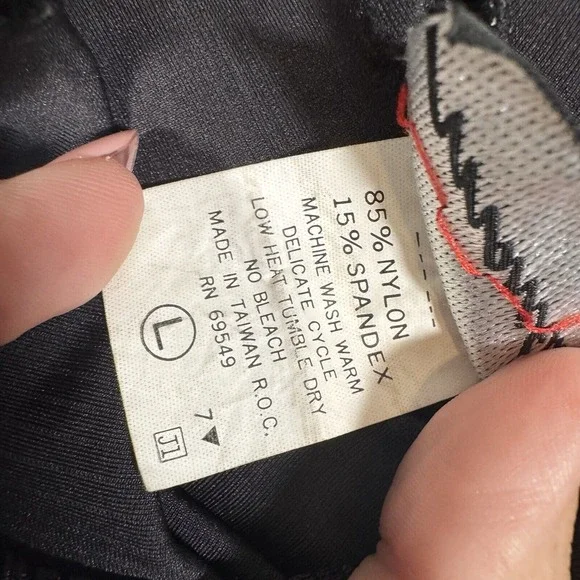 85% NYLON
15% SPANDEX
MACHINE WASH WARM
DELICATE CYCLE
LOW HEAT TUMBLE DRY
NO BLEACH
MADE IN TAIWAN R.O.C.
RN 69549
L
7▼
J1